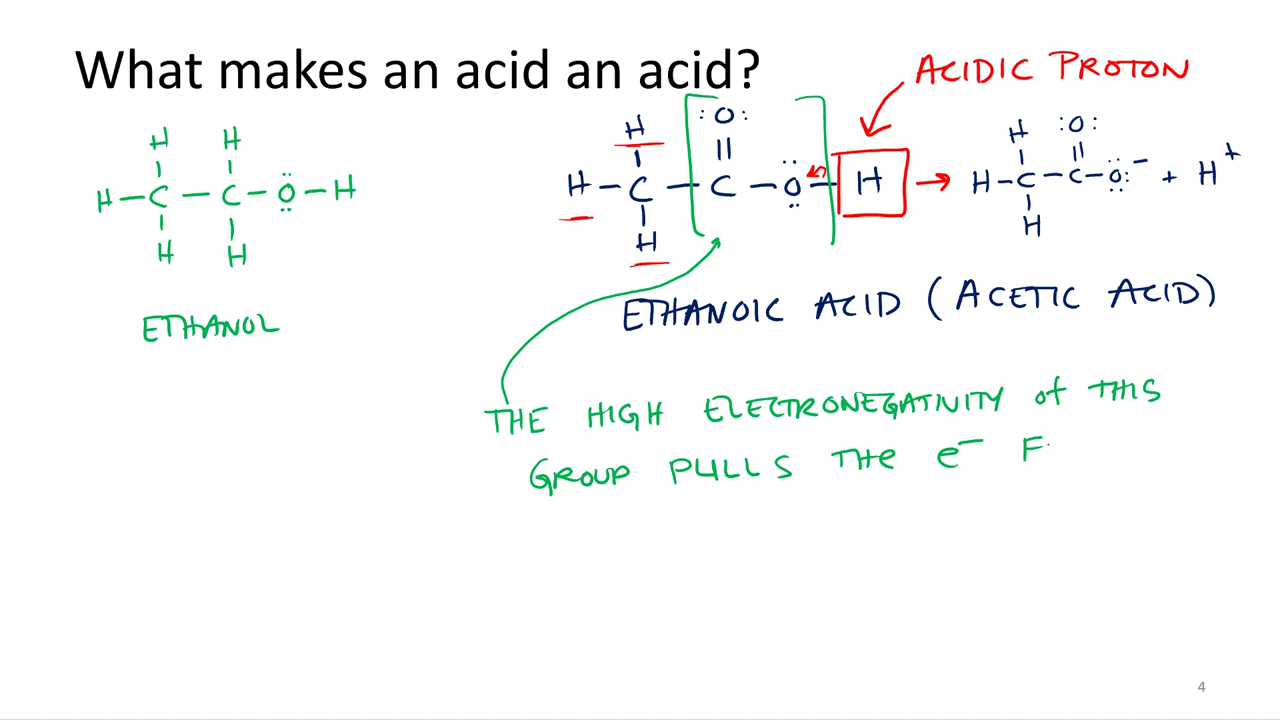 What makes an acid an acid?
ACIDIC PROTON
H H
H – C – C – O – H
H H
ETHANOL
H :O:
H – C – C – O – H → H – C – C – O:⁻ + H⁺
H
H :O:
H
ETHANOIC ACID (ACETIC ACID)
THE HIGH ELECTRONEGATIVITY of THIS
GROUP PULLS THE e⁻ F
4